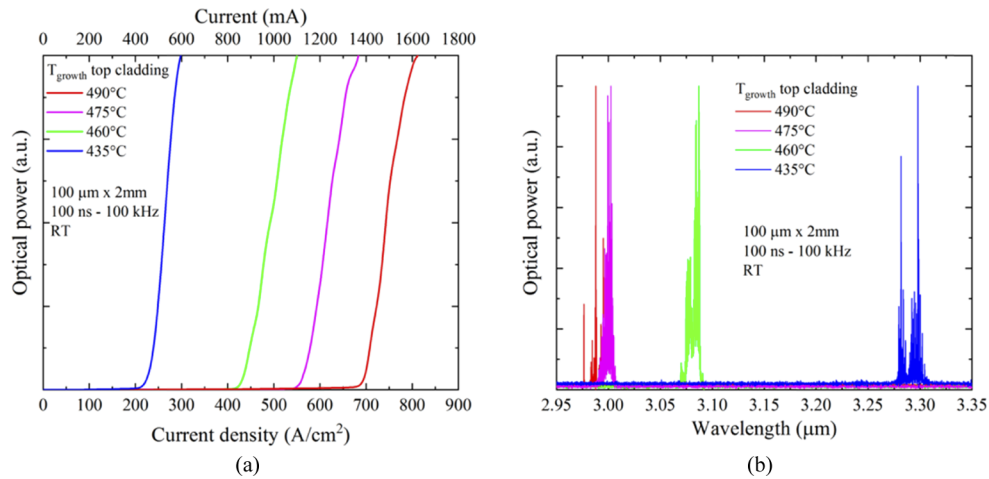 Current (mA)
0 200 400 600 800 1000 1200 1400 1600 1800
Optical power (a.u.)
T growth top cladding
490°C
475°C
460°C
435°C
100 μm x 2mm
100 ns - 100 kHz
RT
0 100 200 300 400 500 600 700 800 900
Current density (A/cm²)
(a)
Optical power (a.u.)
T growth top cladding
490°C
475°C
460°C
435°C
100 μm x 2mm
100 ns - 100 kHz
RT
2.95 3.00 3.05 3.10 3.15 3.20 3.25 3.30 3.35
Wavelength (μm)
(b)